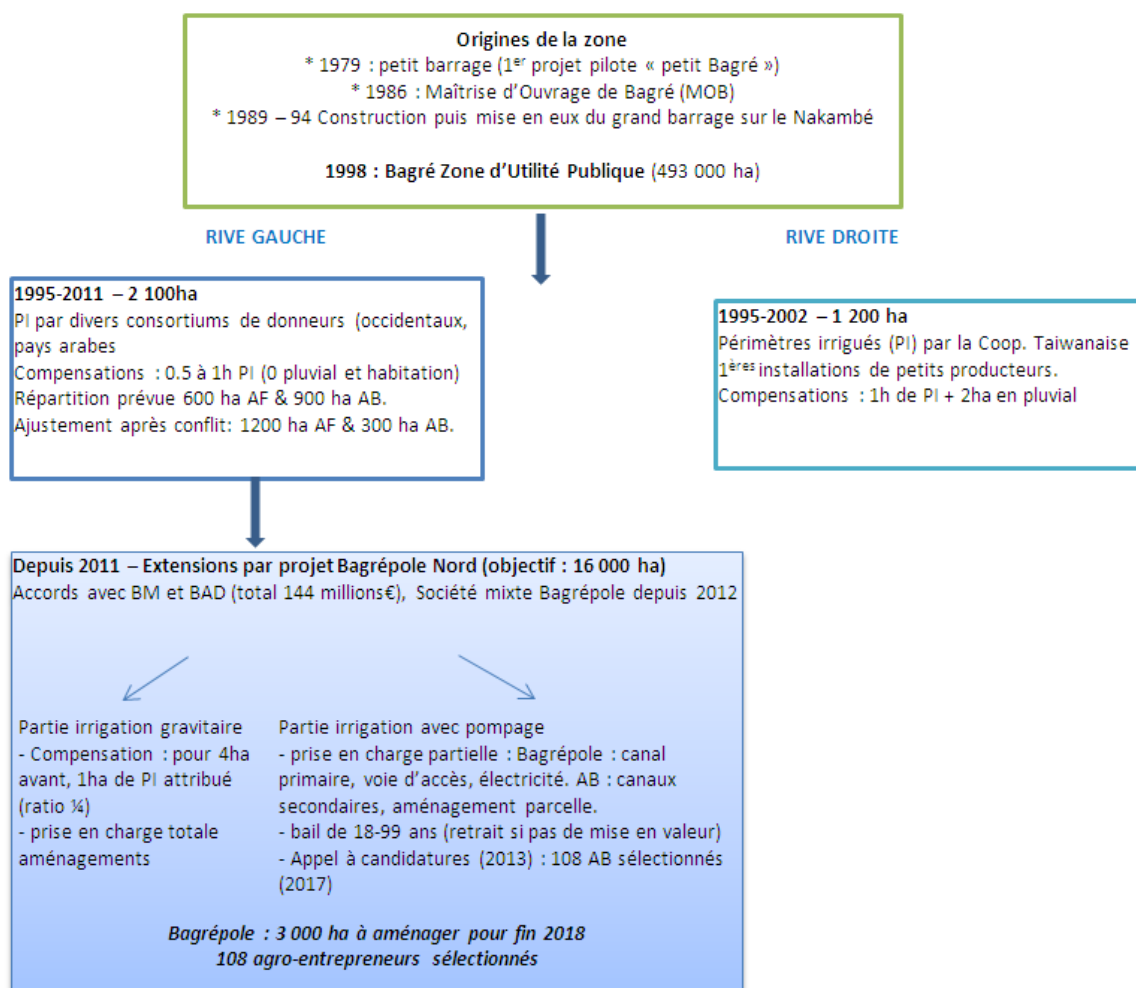 Origines de la zone
* 1979 : petit barrage (1er projet pilote « petit Bagré »)
* 1986 : Maîtrise d'Ouvrage de Bagré (MOB)
* 1989 – 94 Construction puis mise en eux du grand barrage sur le Nakambé
1998 : Bagré Zone d'Utilité Publique (493 000 ha)
RIVE GAUCHE
RIVE DROITE
1995-2011 – 2 100ha
PI par divers consortiums de donneurs (occidentaux,
pays arabes
Compensations : 0.5 à 1h PI (0 pluvial et habitation)
Répartition prévue 600 ha AF & 900 ha AB.
Ajustement après conflit: 1200 ha AF & 300 ha AB.
1995-2002 – 1 200 ha
Périmètres irrigués (PI) par la Coop. Taiwanaise
1ères installations de petits producteurs.
Compensations : 1h de PI + 2ha en pluvial
Depuis 2011 – Extensions par projet Bagrépole Nord (objectif : 16 000 ha)
Accords avec BM et BAD (total 144 millions€), Société mixte Bagrépole depuis 2012
Partie irrigation gravitaire
- Compensation : pour 4ha
avant, 1ha de PI attribué
(ratio ¼)
- prise en charge totale
aménagements
Partie irrigation avec pompage
- prise en charge partielle : Bagrépole : canal
primaire, voie d'accès, électricité. AB : canaux
secondaires, aménagement parcelle.
- bail de 18-99 ans (retrait si pas de mise en valeur)
- Appel à candidatures (2013) : 108 AB sélectionnés
(2017)
Bagrépole : 3 000 ha à aménager pour fin 2018
108 agro-entrepreneurs sélectionnés